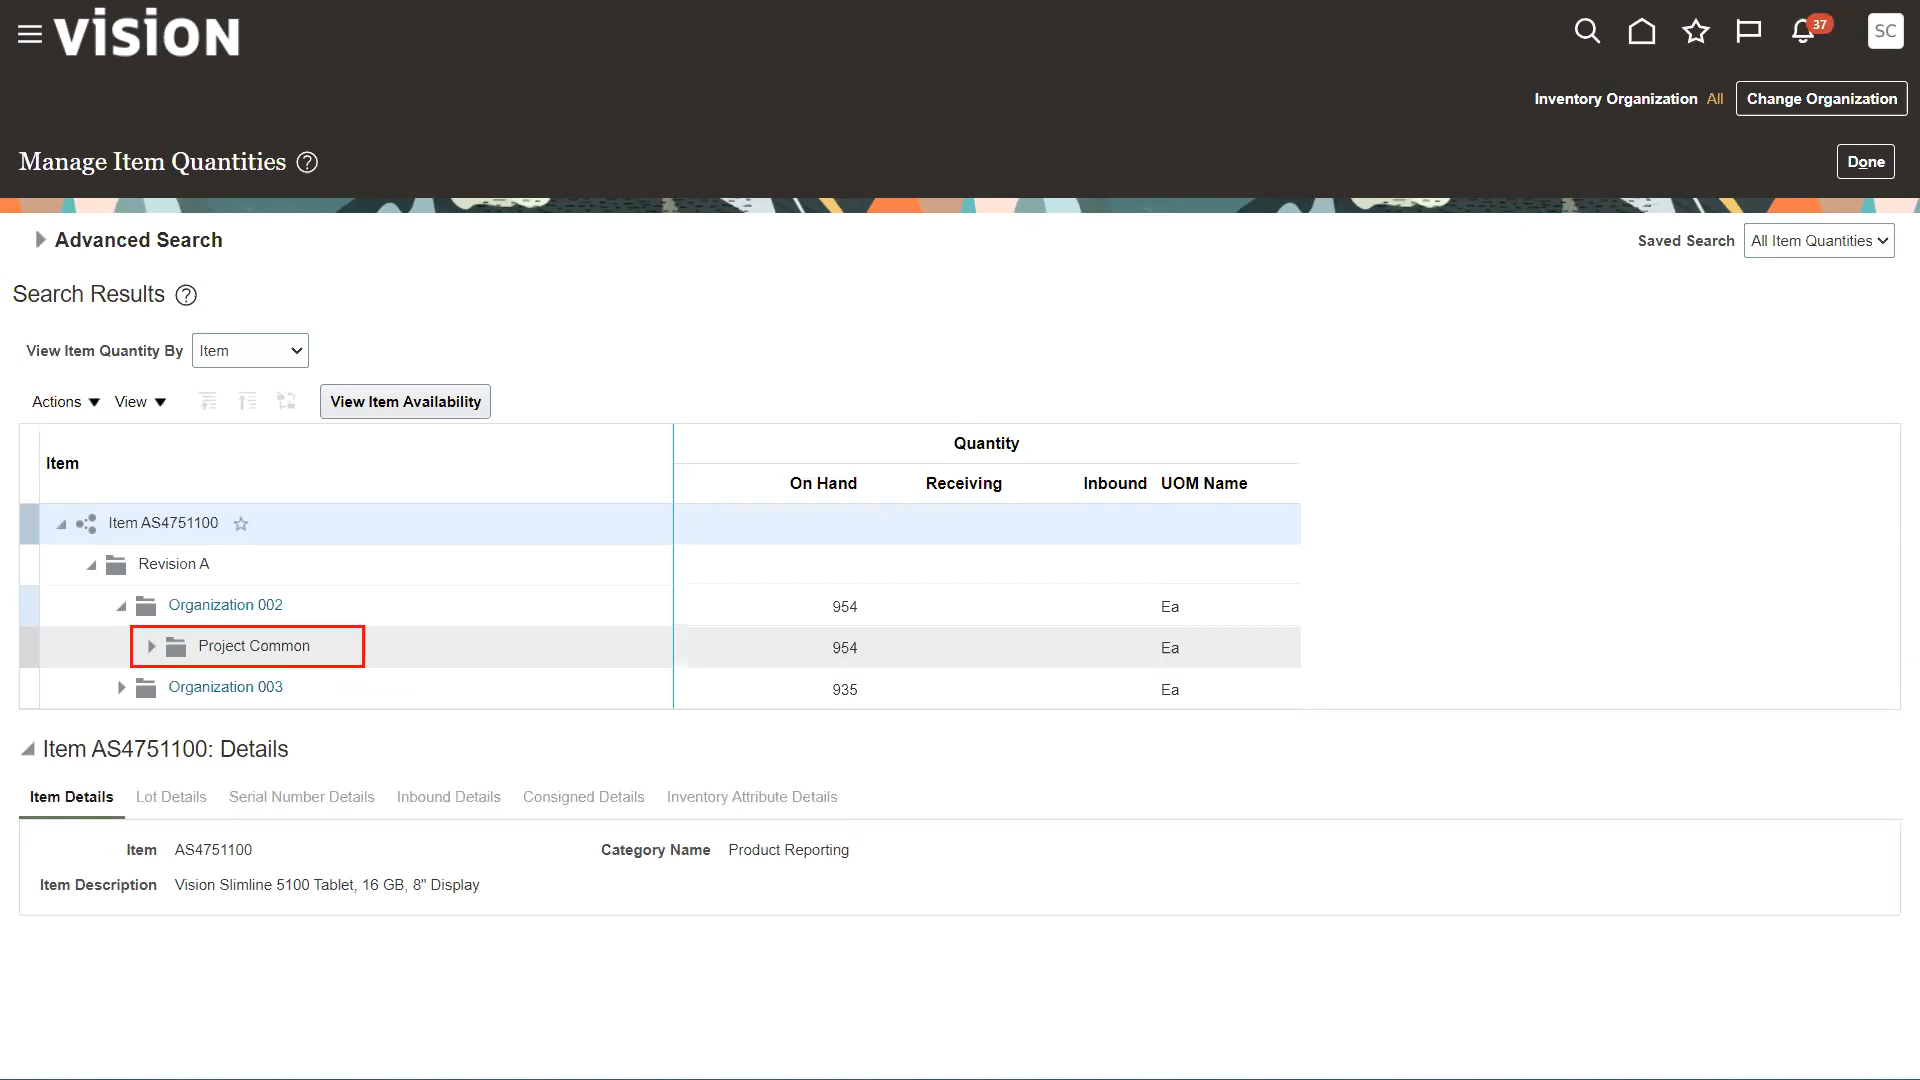 vision
37
SC
Inventory Organization All Change Organization
Manage Item Quantities ?
Done
Advanced Search
Saved Search All Item Quantities
Search Results ?
View Item Quantity By Item
Actions View View Item Availability
Item
Quantity
On Hand Receiving Inbound UOM Name
Item AS4751100
Revision A
Organization 002 954 Ea
Project Common 954 Ea
Organization 003 935 Ea
Item AS4751100: Details
Item Details Lot Details Serial Number Details Inbound Details Consigned Details Inventory Attribute Details
Item AS4751100 Category Name Product Reporting
Item Description Vision Slimline 5100 Tablet, 16 GB, 8" Display